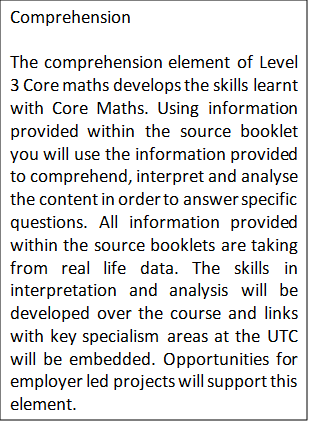 Comprehension
The comprehension element of Level
3 Core maths develops the skills learnt
with Core Maths. Using information
provided within the source booklet
you will use the information provided
to comprehend, interpret and analyse
the content in order to answer specific
questions. All information provided
within the source booklets are taking
from real life data. The skills in
interpretation and analysis will be
developed over the course and links
with key specialism areas at the UTC
will be embedded. Opportunities for
employer led projects will support this
element.